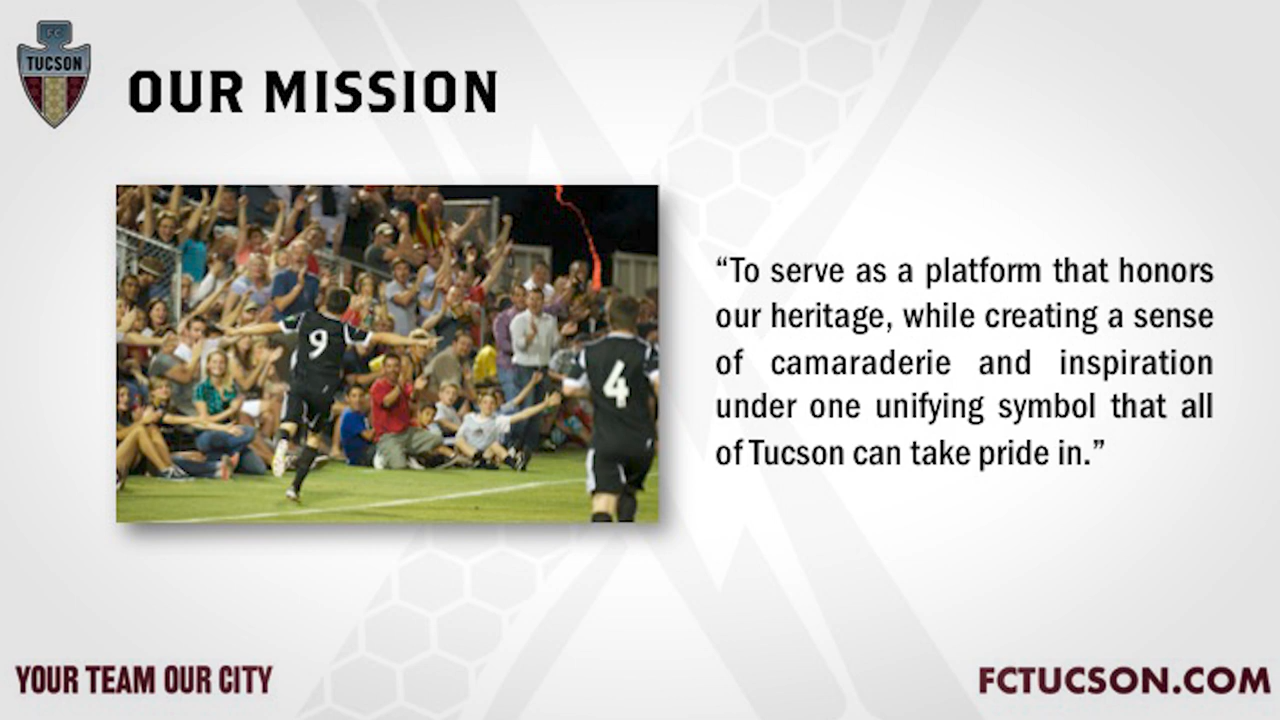 FC
TUCSON
OUR MISSION
9
4
“To serve as a platform that honors
our heritage, while creating a sense
of camaraderie and inspiration
under one unifying symbol that all
of Tucson can take pride in.”
YOUR TEAM OUR CITY
FCTUCSON.COM